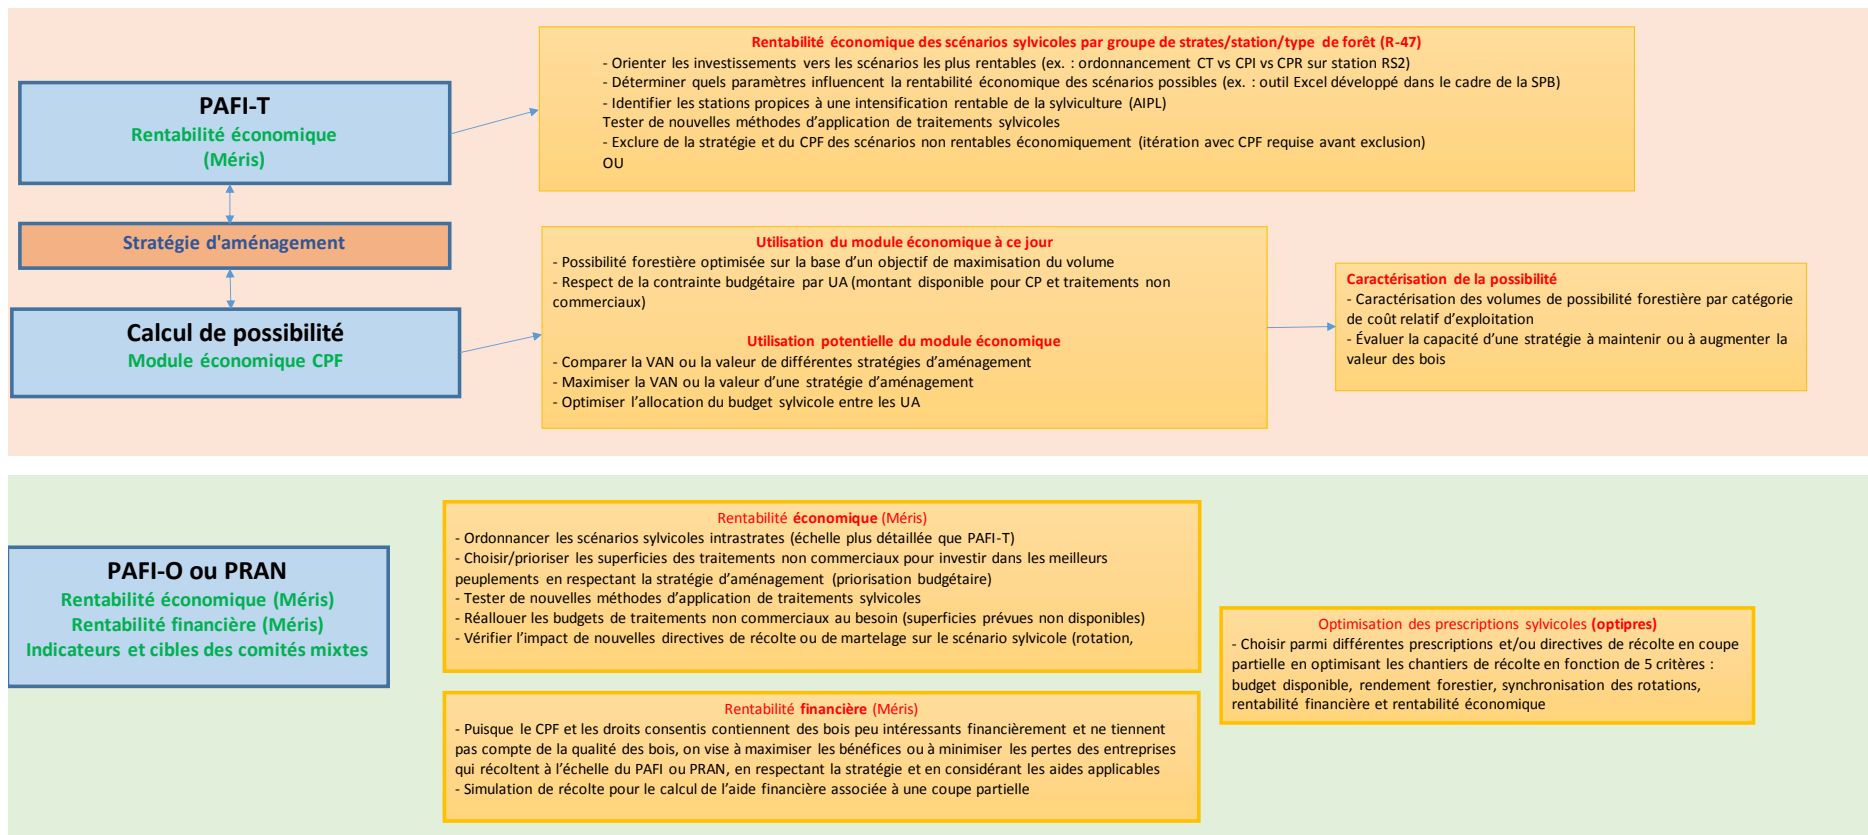 PAFI-T
Rentabilité économique
(Méris)
Rentabilité économique des scénarios sylvicoles par groupe de strates/station/type de forêt (R-47)
- Orienter les investissements vers les scénarios les plus rentables (ex. : ordonnancement CT vs CPI vs CPR sur station RS2)
- Déterminer quels paramètres influencent la rentabilité économique des scénarios possibles (ex. : outil Excel développé dans le cadre de la SPB)
- Identifier les stations propices à une intensification rentable de la sylviculture (AIPL)
Tester de nouvelles méthodes d'application de traitements sylvicoles
- Exclure de la stratégie et du CPF des scénarios non rentables économiquement (itération avec CPF requise avant exclusion)
OU
Stratégie d'aménagement
Calcul de possibilité
Module économique CPF
Utilisation du module économique à ce jour
- Possibilité forestière optimisée sur la base d'un objectif de maximisation du volume
- Respect de la contrainte budgétaire par UA (montant disponible pour CP et traitements non
commerciaux)
Utilisation potentielle du module économique
- Comparer la VAN ou la valeur de différentes stratégies d'aménagement
- Maximiser la VAN ou la valeur d'une stratégie d'aménagement
- Optimiser l'allocation du budget sylvicole entre les UA
Caractérisation de la possibilité
- Caractérisation des volumes de possibilité forestière par catégorie
de coût relatif d'exploitation
- Évaluer la capacité d'une stratégie à maintenir ou à augmenter la
valeur des bois
PAFI-O ou PRAN
Rentabilité économique (Méris)
Rentabilité financière (Méris)
Indicateurs et cibles des comités mixtes
Rentabilité économique (Méris)
- Ordonnancer les scénarios sylvicoles intrastrates (échelle plus détaillée que PAFI-T)
- Choisir/prioriser les superficies des traitements non commerciaux pour investir dans les meilleurs
peuplements en respectant la stratégie d'aménagement (priorisation budgétaire)
- Tester de nouvelles méthodes d'application de traitements sylvicoles
- Réallouer les budgets de traitements non commerciaux au besoin (superficies prévues non disponibles)
- Vérifier l'impact de nouvelles directives de récolte ou de martelage sur le scénario sylvicole (rotation,
Rentabilité financière (Méris)
- Puisque le CPF et les droits consentis contiennent des bois peu intéressants financièrement et ne tiennent
pas compte de la qualité des bois, on vise à maximiser les bénéfices ou à minimiser les pertes des entreprises
qui récoltent à l'échelle du PAFI ou PRAN, en respectant la stratégie et en considérant les aides applicables
- Simulation de récolte pour le calcul de l'aide financière associée à une coupe partielle
Optimisation des prescriptions sylvicoles (optipres)
- Choisir parmi différentes prescriptions et/ou directives de récolte en coupe
partielle en optimisant les chantiers de récolte en fonction de 5 critères :
budget disponible, rendement forestier, synchronisation des rotations,
rentabilité financière et rentabilité économique